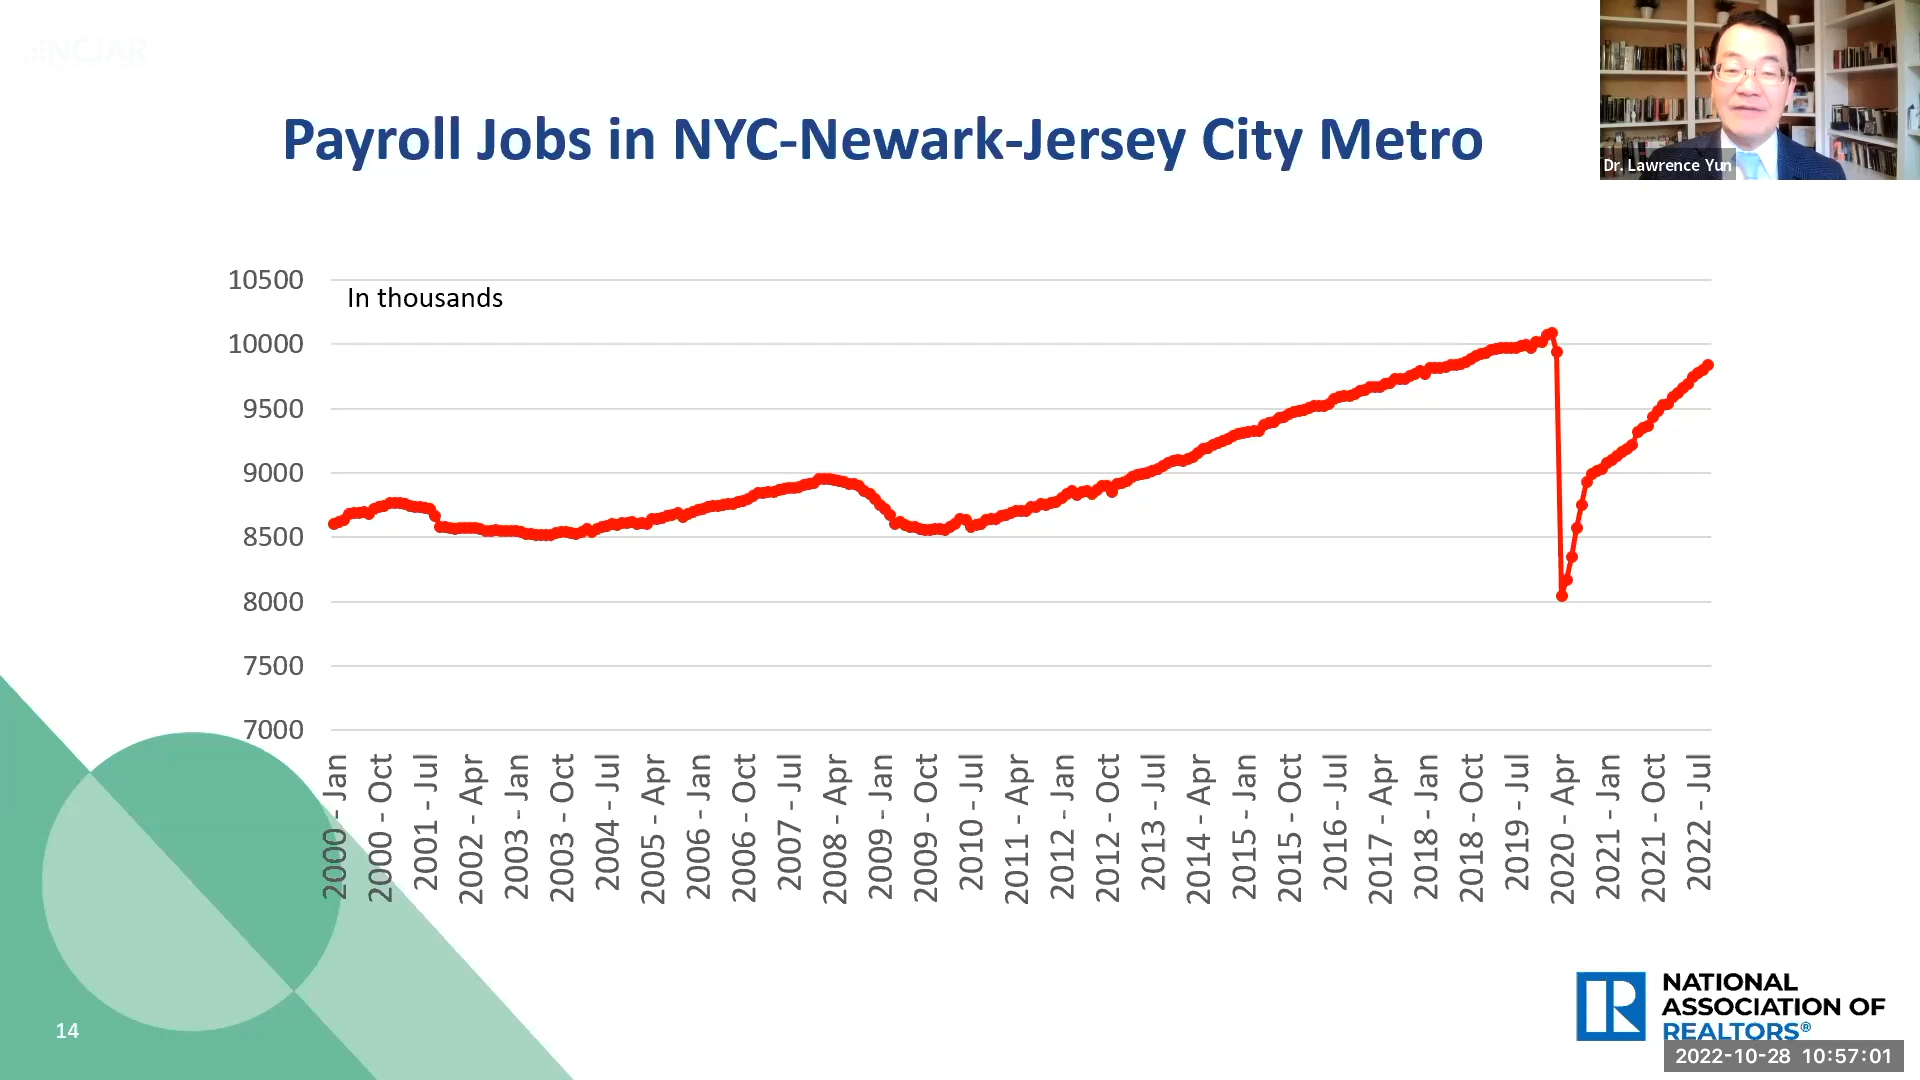 NCJAR
Payroll Jobs in NYC-Newark-Jersey City Metro
Dr. Lawrence Yun
In thousands
10500
10000
9500
9000
8500
8000
7500
7000
2000 - Jan
2000 - Oct
2001 - Jul
2002 - Apr
2003 - Jan
2003 - Oct
2004 - Jul
2005 - Apr
2006 - Jan
2006 - Oct
2007 - Jul
2008 - Apr
2009 - Jan
2009 - Oct
2010 - Jul
2011 - Apr
2012 - Jan
2012 - Oct
2013 - Jul
2014 - Apr
2015 - Jan
2015 - Oct
2016 - Jul
2017 - Apr
2018 - Jan
2018 - Oct
2019 - Jul
2020 - Apr
2021 - Jan
2021 - Oct
2022 - Jul
14
NATIONAL
ASSOCIATION OF
REALTORS®
2022-10-28 10:57:01